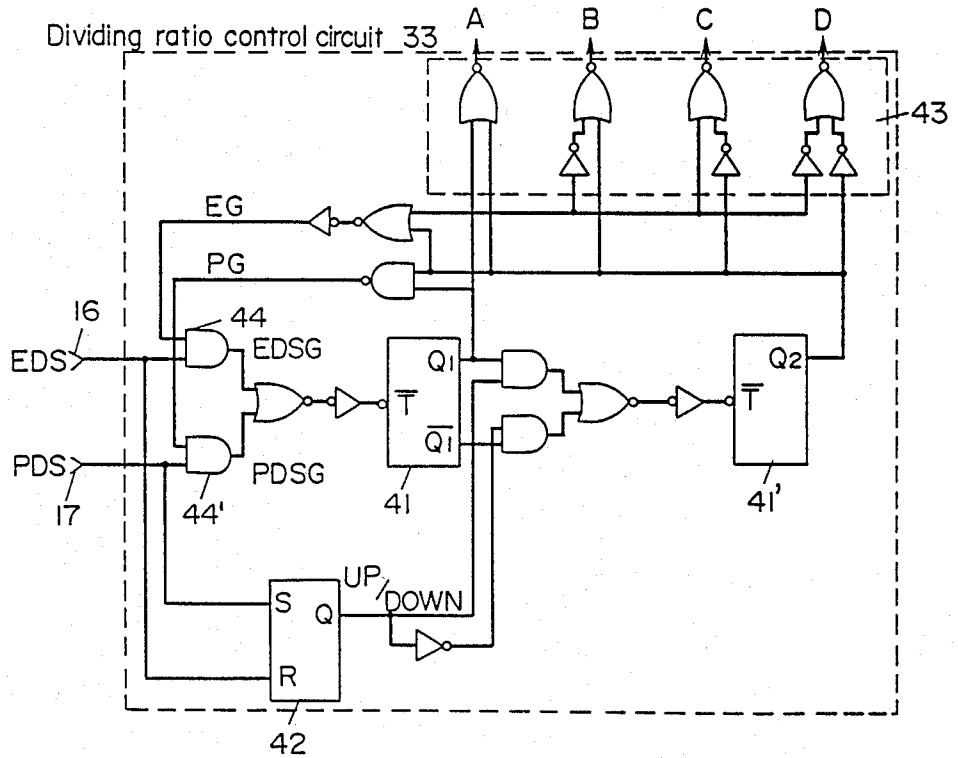 A B C D
Dividing ratio control circuit 33
43
EG
PG
16
44
EDS
EDSG
Q1
Q2
T̅
T̅
PDS
Q̅1̅
PDSG
17
44'
41
41'
UP/DOWN
S
Q
R
42